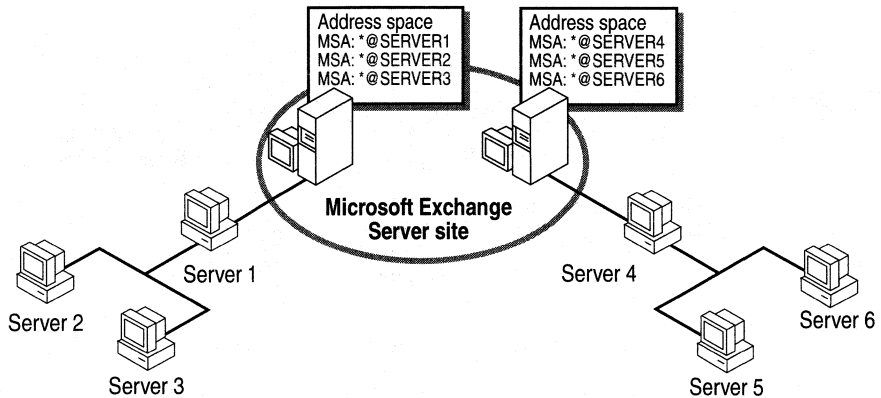 Address space
MSA: *@SERVER1
MSA: *@SERVER2
MSA: *@SERVER3
Address space
MSA: *@SERVER4
MSA: *@SERVER5
MSA: *@SERVER6
Microsoft Exchange
Server site
Server 1
Server 2
Server 3
Server 4
Server 5
Server 6